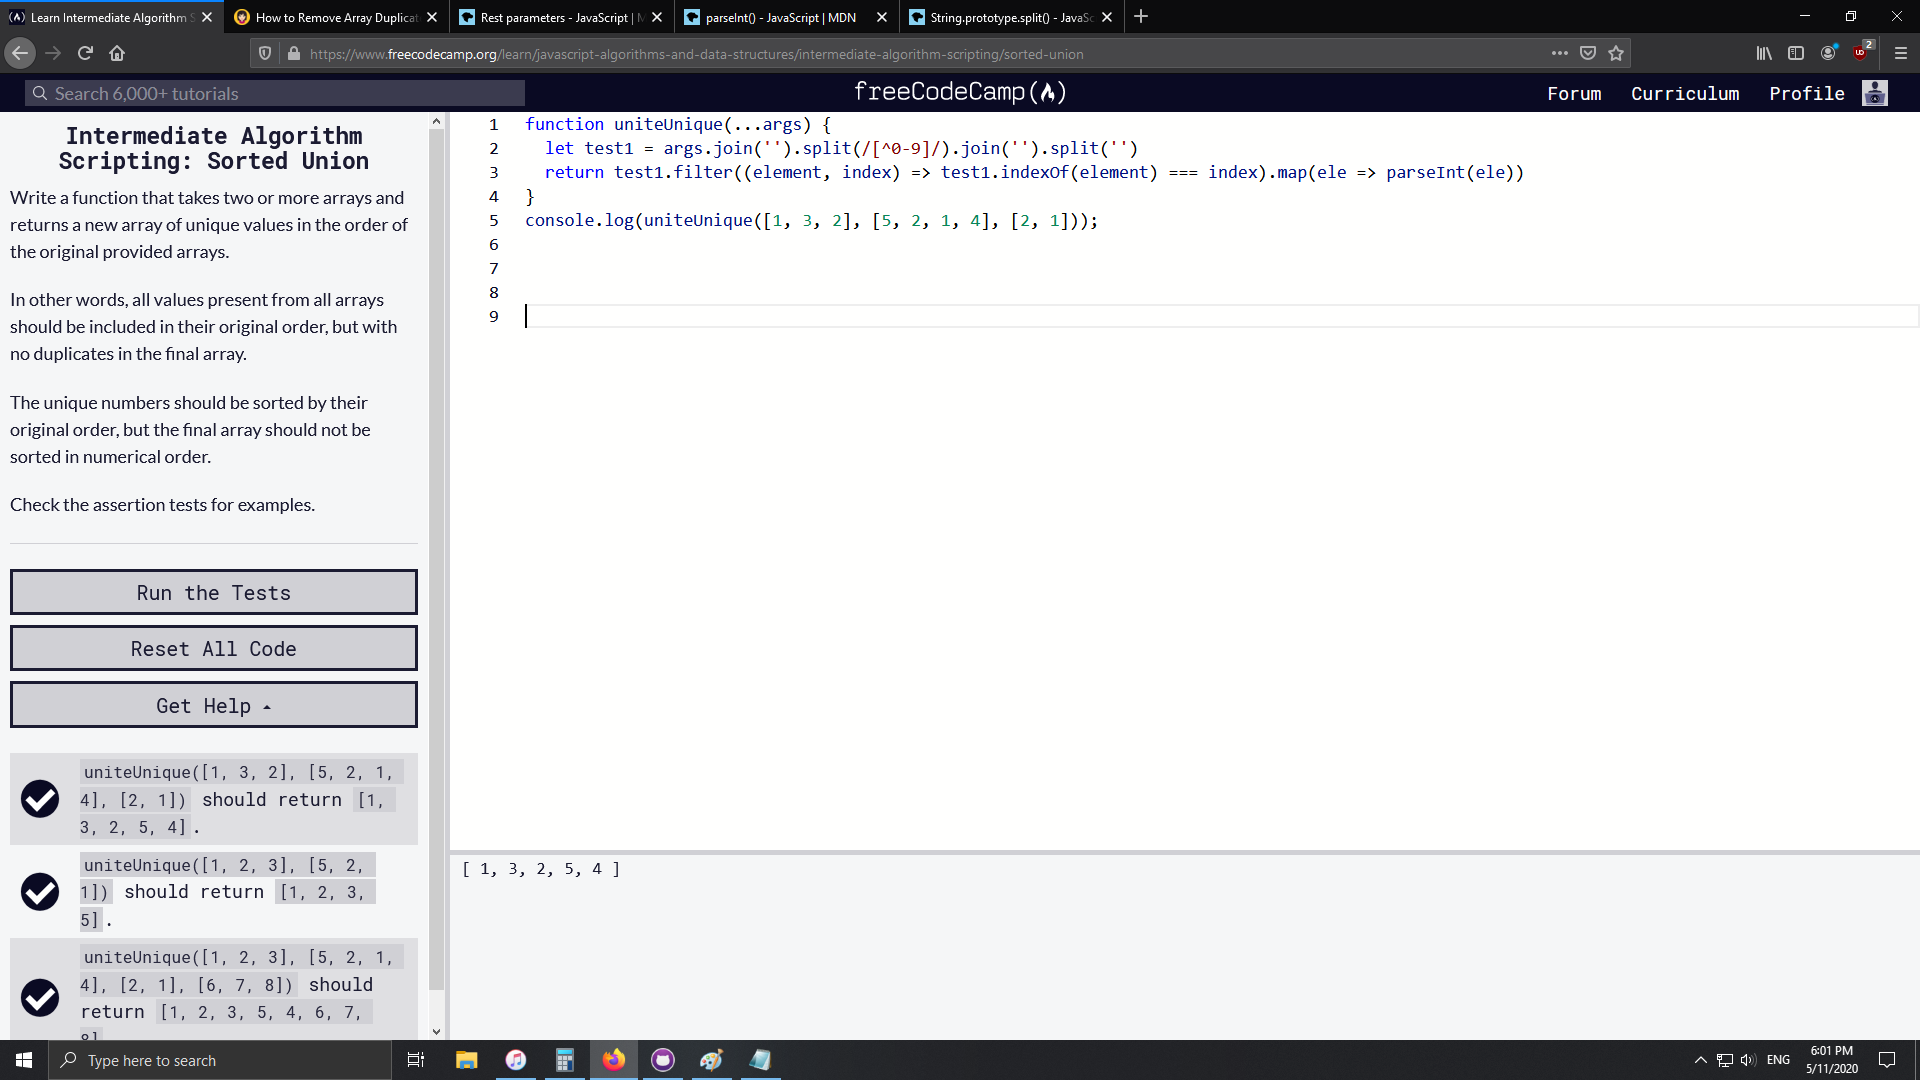 Learn Intermediate Algorithm S
How to Remove Array Duplicat
Rest parameters - JavaScript | M
parseInt() - JavaScript | MDN
String.prototype.split() - JavaSc
https://www.freecodecamp.org/learn/javascript-algorithms-and-data-structures/intermediate-algorithm-scripting/sorted-union
2
Search 6,000+ tutorials
freeCodeCamp
Forum
Curriculum
Profile
Intermediate Algorithm
Scripting: Sorted Union
Write a function that takes two or more arrays and
returns a new array of unique values in the order of
the original provided arrays.
In other words, all values present from all arrays
should be included in their original order, but with
no duplicates in the final array.
The unique numbers should be sorted by their
original order, but the final array should not be
sorted in numerical order.
Check the assertion tests for examples.
Run the Tests
Reset All Code
Get Help
uniteUnique([1, 3, 2], [5, 2, 1,
4], [2, 1]) should return [1,
3, 2, 5, 4].
uniteUnique([1, 2, 3], [5, 2,
1]) should return [1, 2, 3,
5].
uniteUnique([1, 2, 3], [5, 2, 1,
4], [2, 1], [6, 7, 8]) should
return [1, 2, 3, 5, 4, 6, 7,
8]
1 function uniteUnique(...args) {
2 let test1 = args.join('').split(/[^0-9]/).join('').split('')
3 return test1.filter((element, index) => test1.indexOf(element) === index).map(ele => parseInt(ele))
4 }
5 console.log(uniteUnique([1, 3, 2], [5, 2, 1, 4], [2, 1]));
6
7
8
9
[ 1, 3, 2, 5, 4 ]
Type here to search
ENG
6:01 PM
5/11/2020